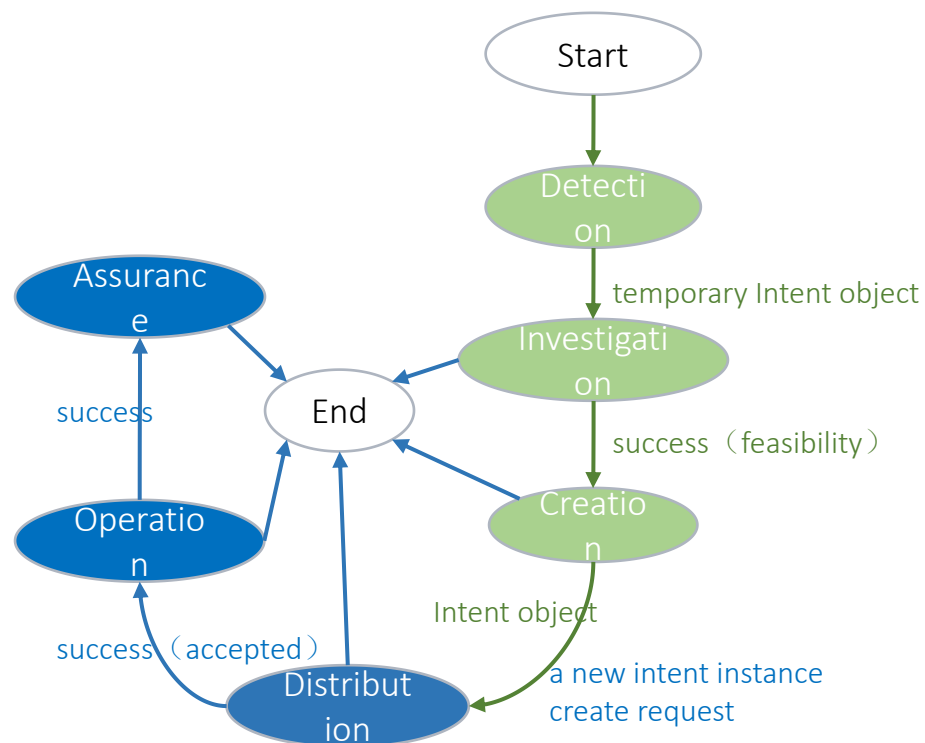 Start
Detecti
on
temporary Intent object
Investigati
on
Assuranc
e
End
success
success（feasibility）
Creatio
n
Operatio
n
Intent object
success（accepted）
a new intent instance
create request
Distribut
ion